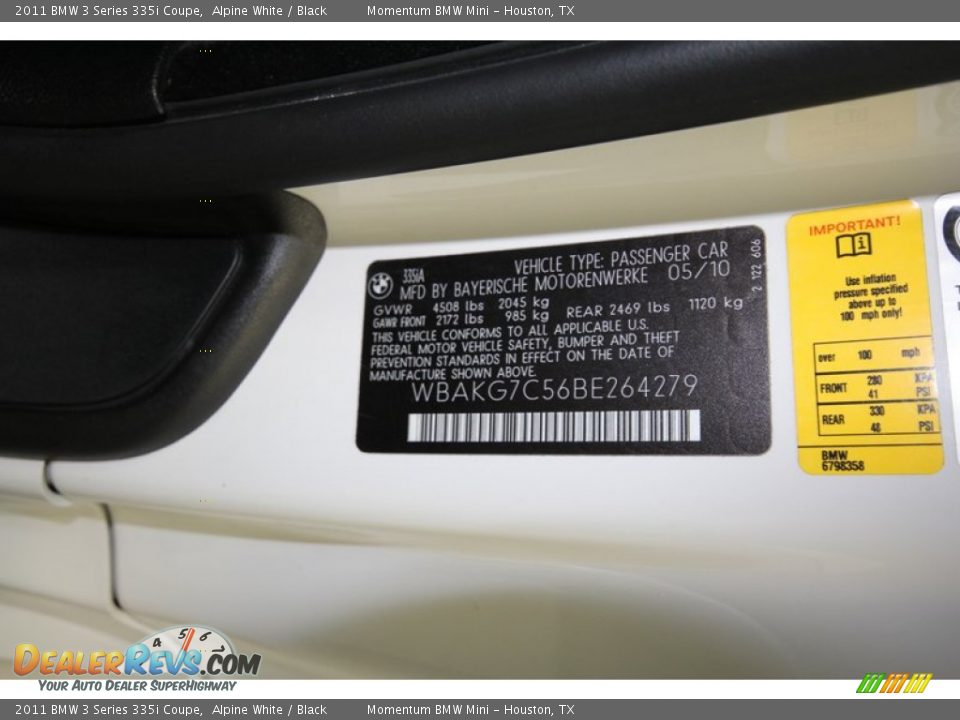 2011 BMW 3 Series 335i Coupe, Alpine White / Black Momentum BMW Mini - Houston, TX
335iA VEHICLE TYPE: PASSENGER CAR
MFD BY BAYERISCHE MOTORENWERKE 05/10
GVWR 4508 lbs 2045 kg
GAWR FRONT 2172 lbs 985 kg REAR 2469 lbs 1120 kg
THIS VEHICLE CONFORMS TO ALL APPLICABLE U.S.
FEDERAL MOTOR VEHICLE SAFETY, BUMPER AND THEFT
PREVENTION STANDARDS IN EFFECT ON THE DATE OF
MANUFACTURE SHOWN ABOVE.
WBAKG7C56BE264279
2 122 606
IMPORTANT!
Use inflation
pressure specified
above up to
100 mph only!
over 100 mph
FRONT 280 KPA
41 PSI
REAR 330 KPA
48 PSI
BMW
6798358
4 5 6 7
DEALERREVS.COM
YOUR AUTO DEALER SUPERHIGHWAY
2011 BMW 3 Series 335i Coupe, Alpine White / Black Momentum BMW Mini - Houston, TX